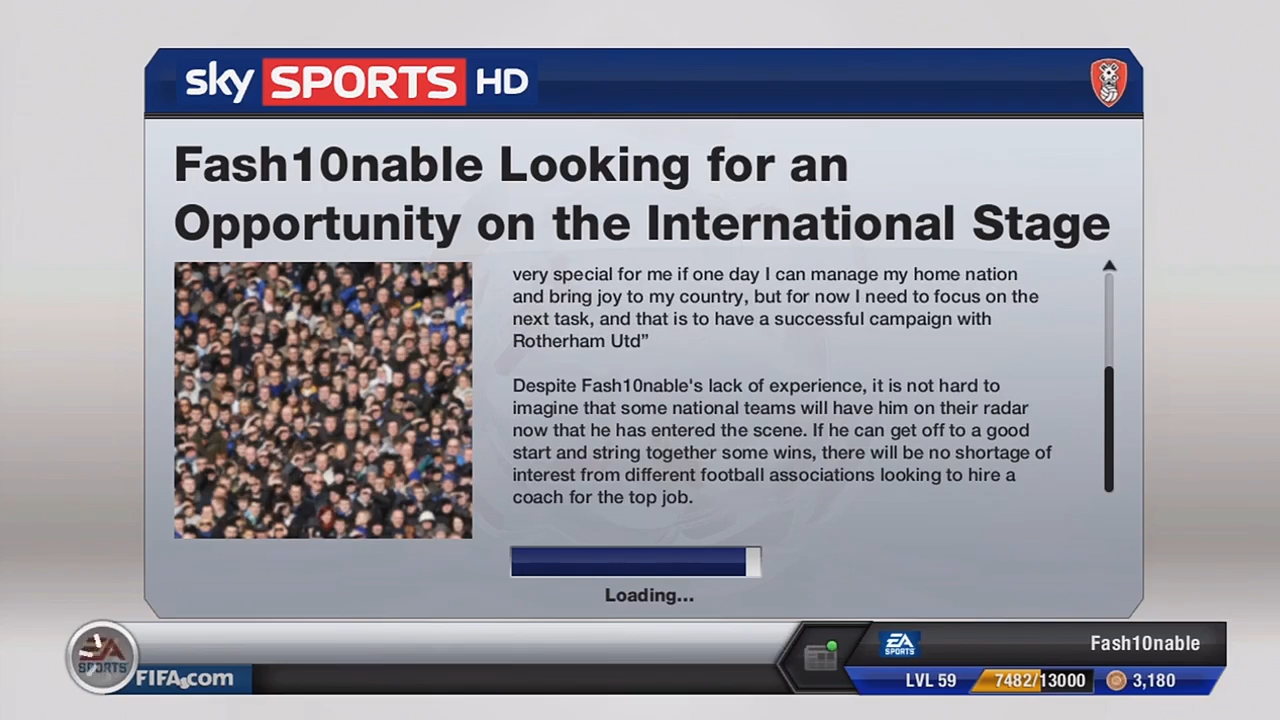 sky SPORTS HD
Fash10nable Looking for an
Opportunity on the International Stage
very special for me if one day I can manage my home nation
and bring joy to my country, but for now I need to focus on the
next task, and that is to have a successful campaign with
Rotherham Utd”
Despite Fash10nable's lack of experience, it is not hard to
imagine that some national teams will have him on their radar
now that he has entered the scene. If he can get off to a good
start and string together some wins, there will be no shortage of
interest from different football associations looking to hire a
coach for the top job.
Loading...
EA SPORTS
FIFA.com
EA SPORTS
Fash10nable
LVL 59
7482/13000
3,180